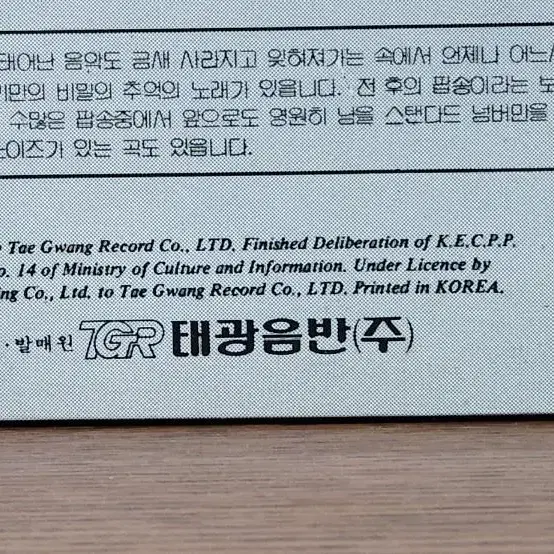 태어난 음악도 금새 사라지고 잊혀져가는 속에서 언제나 어느
기만의 비밀의 추억의 노래가 있읍니다. 전 후의 팝송이라는
수많은 팝송중에서 앞으로도 영원히 남을 스탠다드 넘버만을
노이즈가 있는 곡도 있읍니다.
Tae Gwang Record Co., LTD. Finished Deliberation of K.E.C.P.P.
14 of Ministry of Culture and Information. Under Licence by
ing Co., Ltd. to Tae Gwang Record Co., LTD. Printed in KOREA.
·발매원 TGR 태광음반(주)